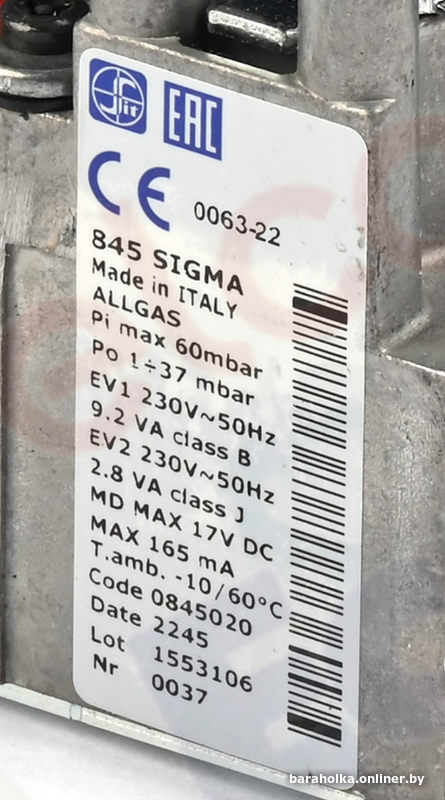 Sit
EAC
CE 0063-22
845 SIGMA
Made in ITALY
ALLGAS
Pi max 60mbar
Po 1÷37 mbar
EV1 230V~50Hz
9.2 VA class B
EV2 230V~50Hz
2.8 VA class J
MD MAX 17V DC
MAX 165 mA
T.amb. -10/60°C
Code 0845020
Date 2245
Lot 1553106
Nr 0037
baraholka.onliner.by